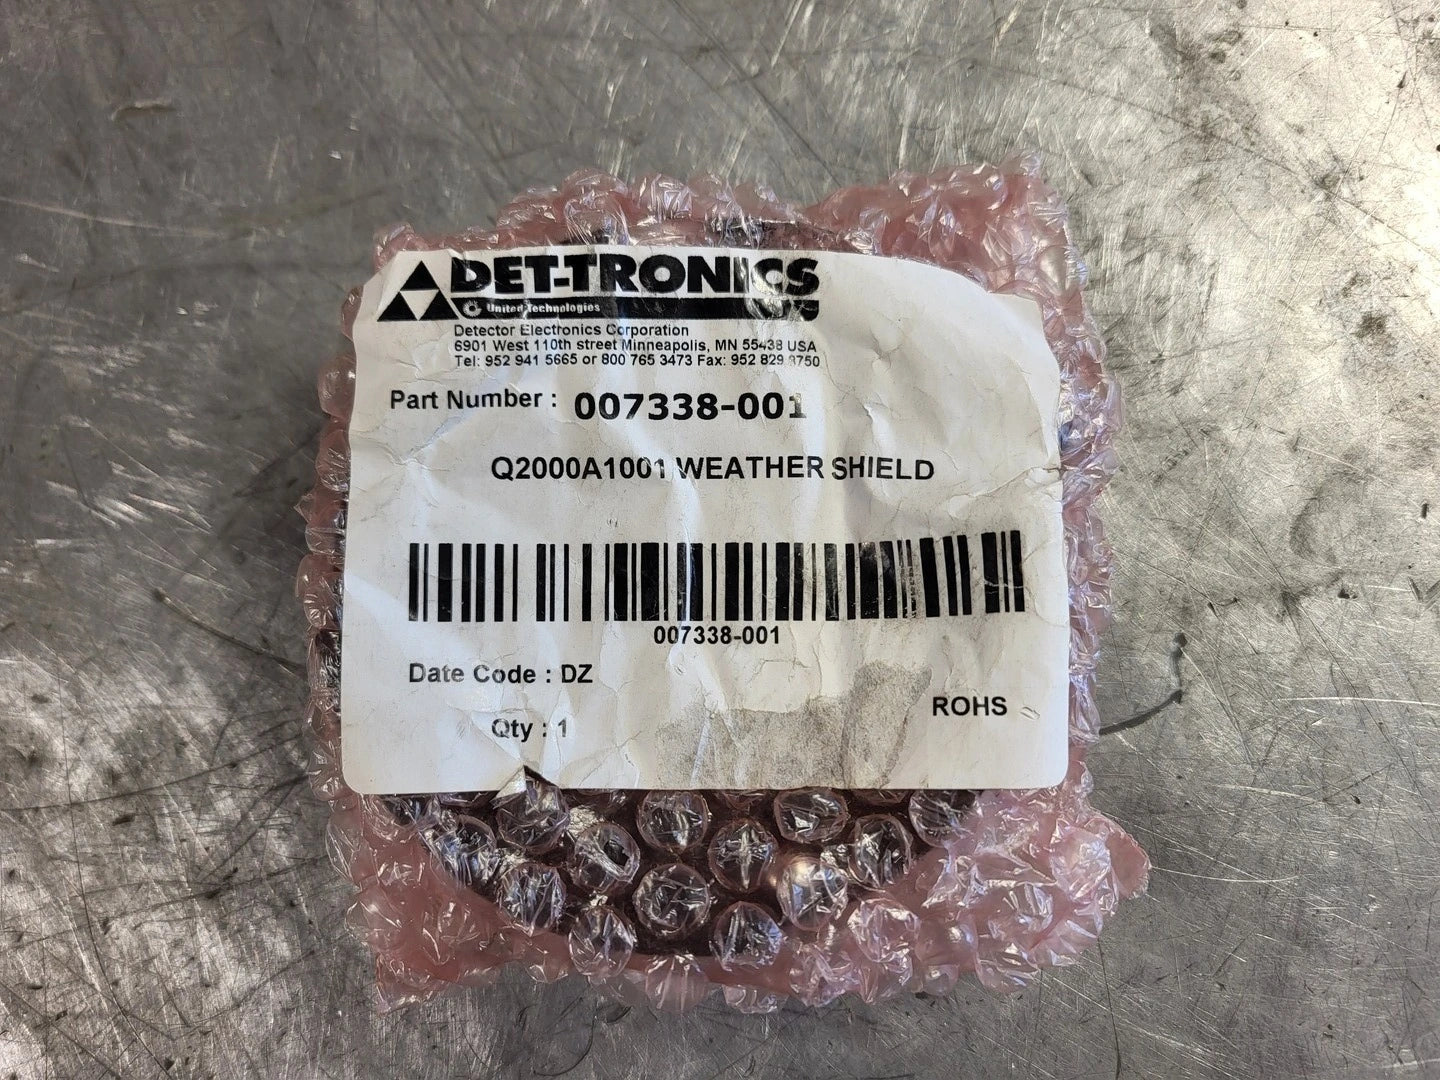 DET-TRONICS
United Technologies
Detector Electronics Corporation
6901 West 110th street Minneapolis, MN 55438 USA
Tel: 952 941 5665 or 800 765 3473 Fax: 952 829 8750
Part Number : 007338-001
Q2000A1001 WEATHER SHIELD
007338-001
Date Code : DZ
ROHS
Qty : 1